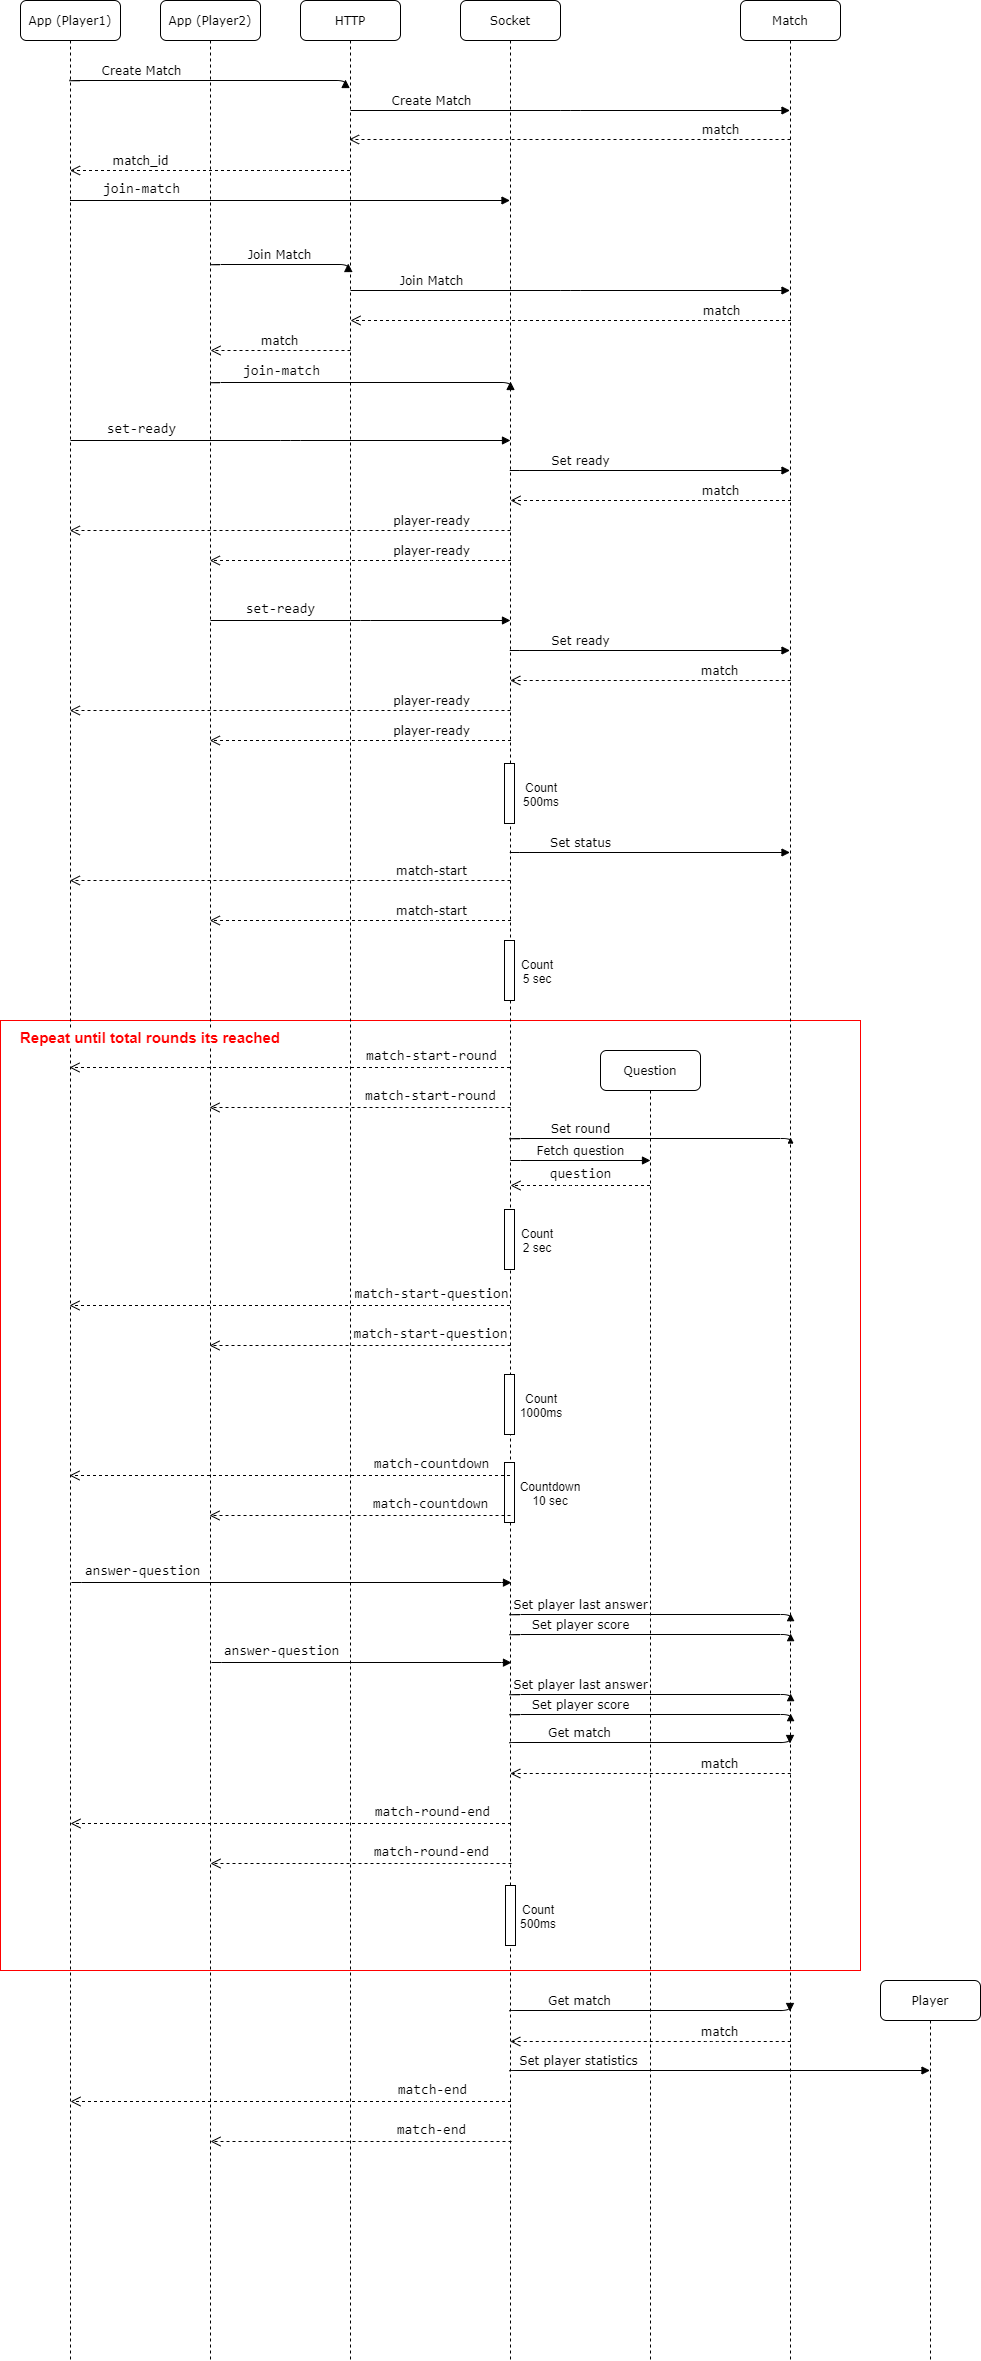 App (Player1)
App (Player2)
HTTP
Socket
Match
Create Match
Create Match
match
match_id
join-match
Join Match
Join Match
match
match
join-match
set-ready
Set ready
match
player-ready
player-ready
set-ready
Set ready
match
player-ready
player-ready
Count
500ms
Set status
match-start
match-start
Count
5 sec
Repeat until total rounds its reached
match-start-round
Question
match-start-round
Set round
Fetch question
question
Count
2 sec
match-start-question
match-start-question
Count
1000ms
match-countdown
Countdown
10 sec
match-countdown
answer-question
Set player last answer
Set player score
answer-question
Set player last answer
Set player score
Get match
match
match-round-end
match-round-end
Count
500ms
Get match
Player
match
Set player statistics
match-end
match-end